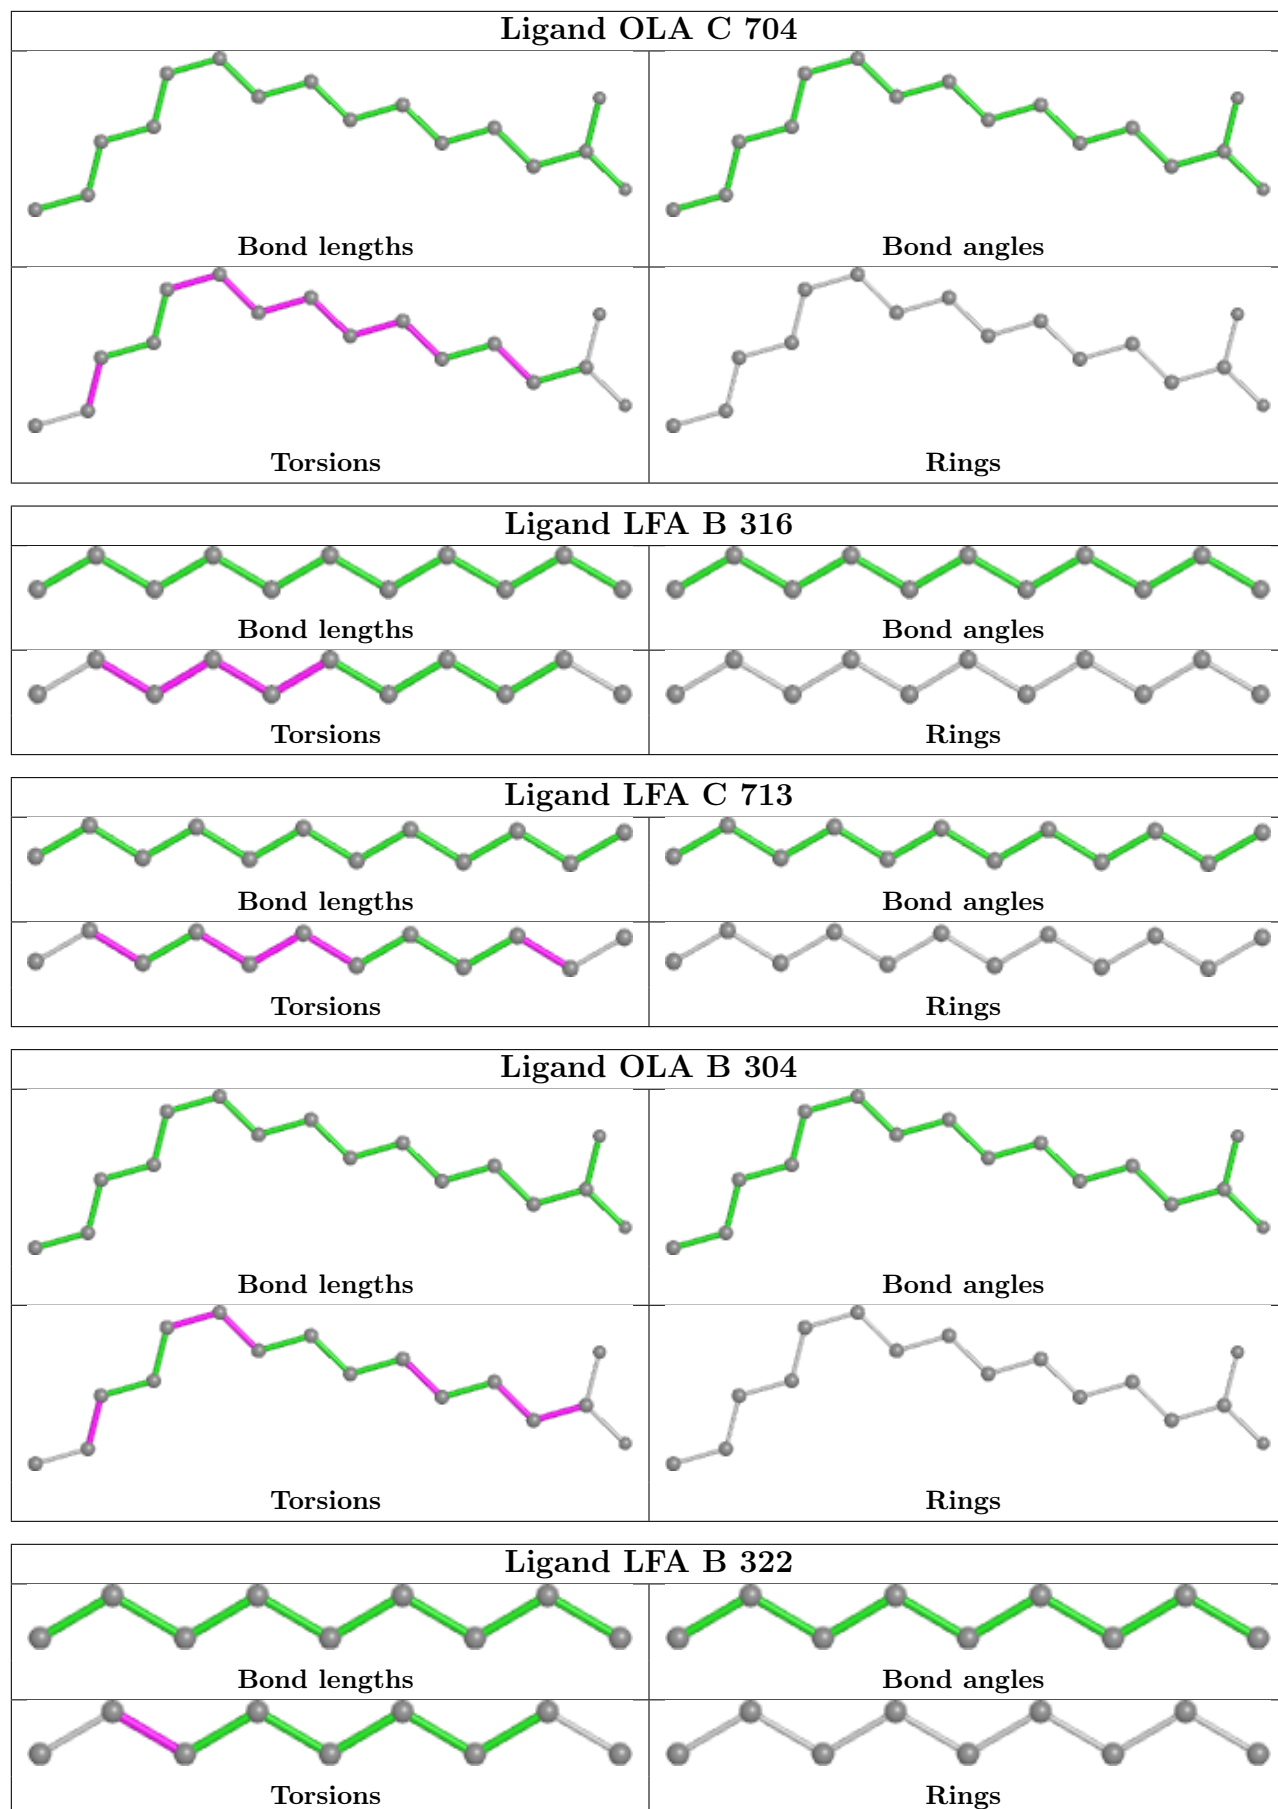 Ligand OLA C 704
Bond lengths
Bond angles
Torsions
Rings
Ligand LFA B 316
Bond lengths
Bond angles
Torsions
Rings
Ligand LFA C 713
Bond lengths
Bond angles
Torsions
Rings
Ligand OLA B 304
Bond lengths
Bond angles
Torsions
Rings
Ligand LFA B 322
Bond lengths
Bond angles
Torsions
Rings